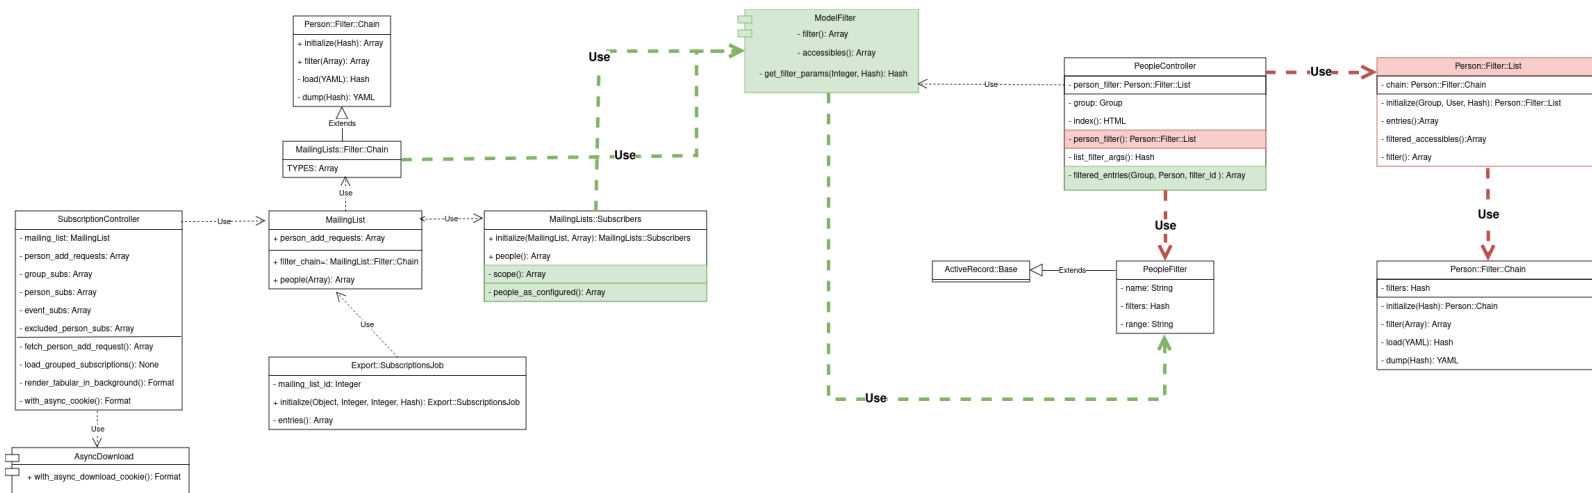 Person::Filter::Chain
+ initialize(Hash): Array
+ filter(Array): Array
- load(YAML): Hash
- dump(Hash): YAML
Extends
MailingLists::Filter::Chain
TYPES: Array
Use
SubscriptionController
- mailing_list: MailingList
- person_add_requests: Array
- group_subs: Array
- person_subs: Array
- event_subs: Array
- excluded_person_subs: Array
- fetch_person_add_request(): Array
- load_grouped_subscriptions(): None
- render_tabular_in_background(): Format
- with_async_cookie(): Format
Use
AsyncDownload
+ with_async_download_cookie(): Format
Use
MailingList
+ person_add_requests: Array
+ filter_chain=: MailingList::Filter::Chain
+ people(Array): Array
Use
MailingLists::Subscribers
+ initialize(MailingList, Array): MailingLists::Subscribers
+ people(): Array
- scope(): Array
- people_as_configured(): Array
Use
Export::SubscriptionsJob
- mailing_list_id: Integer
+ initialize(Object, Integer, Integer, Hash): Export::SubscriptionsJob
- entries(): Array
Use
Use
ModelFilter
- filter(): Array
- accessibles(): Array
- get_filter_params(Integer, Hash): Hash
Use
Use
PeopleController
- person_filter: Person::Filter::List
- group: Group
- index(): HTML
- person_filter(): Person::Filter::List
- list_filter_args(): Hash
- filtered_entries(Group, Person, filter_id ): Array
Use
Use
ActiveRecord::Base
Extends
PeopleFilter
- name: String
- filters: Hash
- range: String
Person::Filter::List
- chain: Person::Filter::Chain
- initialize(Group, User, Hash): Person::Filter::List
- entries():Array
- filtered_accessibles():Array
- filter(): Array
Use
Person::Filter::Chain
- filters: Hash
- initialize(Hash): Person::Chain
- filter(Array): Array
- load(YAML): Hash
- dump(Hash): YAML